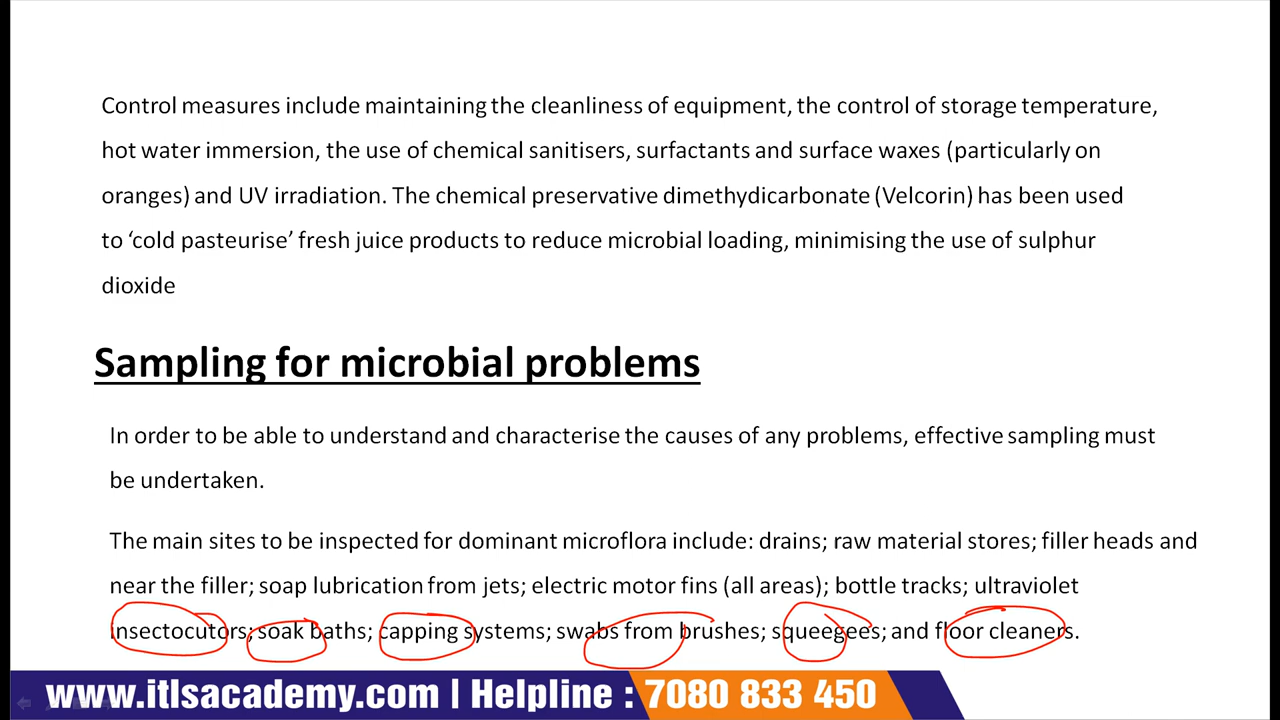 Control measures include maintaining the cleanliness of equipment, the control of storage temperature,
hot water immersion, the use of chemical sanitisers, surfactants and surface waxes (particularly on
oranges) and UV irradiation. The chemical preservative dimethydicarbonate (Velcorin) has been used
to ‘cold pasteurise’ fresh juice products to reduce microbial loading, minimising the use of sulphur
dioxide
Sampling for microbial problems
In order to be able to understand and characterise the causes of any problems, effective sampling must
be undertaken.
The main sites to be inspected for dominant microflora include: drains; raw material stores; filler heads and
near the filler; soap lubrication from jets; electric motor fins (all areas); bottle tracks; ultraviolet
insectocutors; soak baths; capping systems; swabs from brushes; squeegees; and floor cleaners.
www.itlsacademy.com | Helpline : 7080 833 450